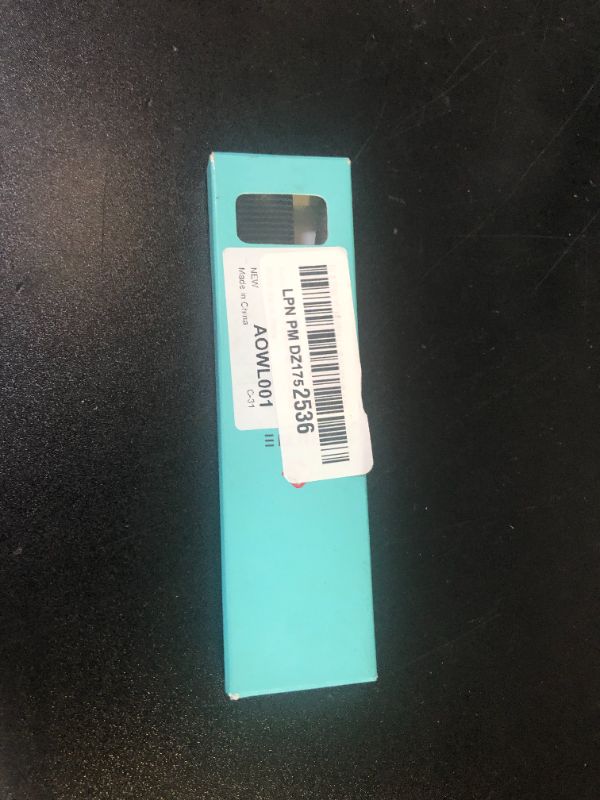 LPN PM DZ1752536
NEW
AOWL001
Made in China
C-31